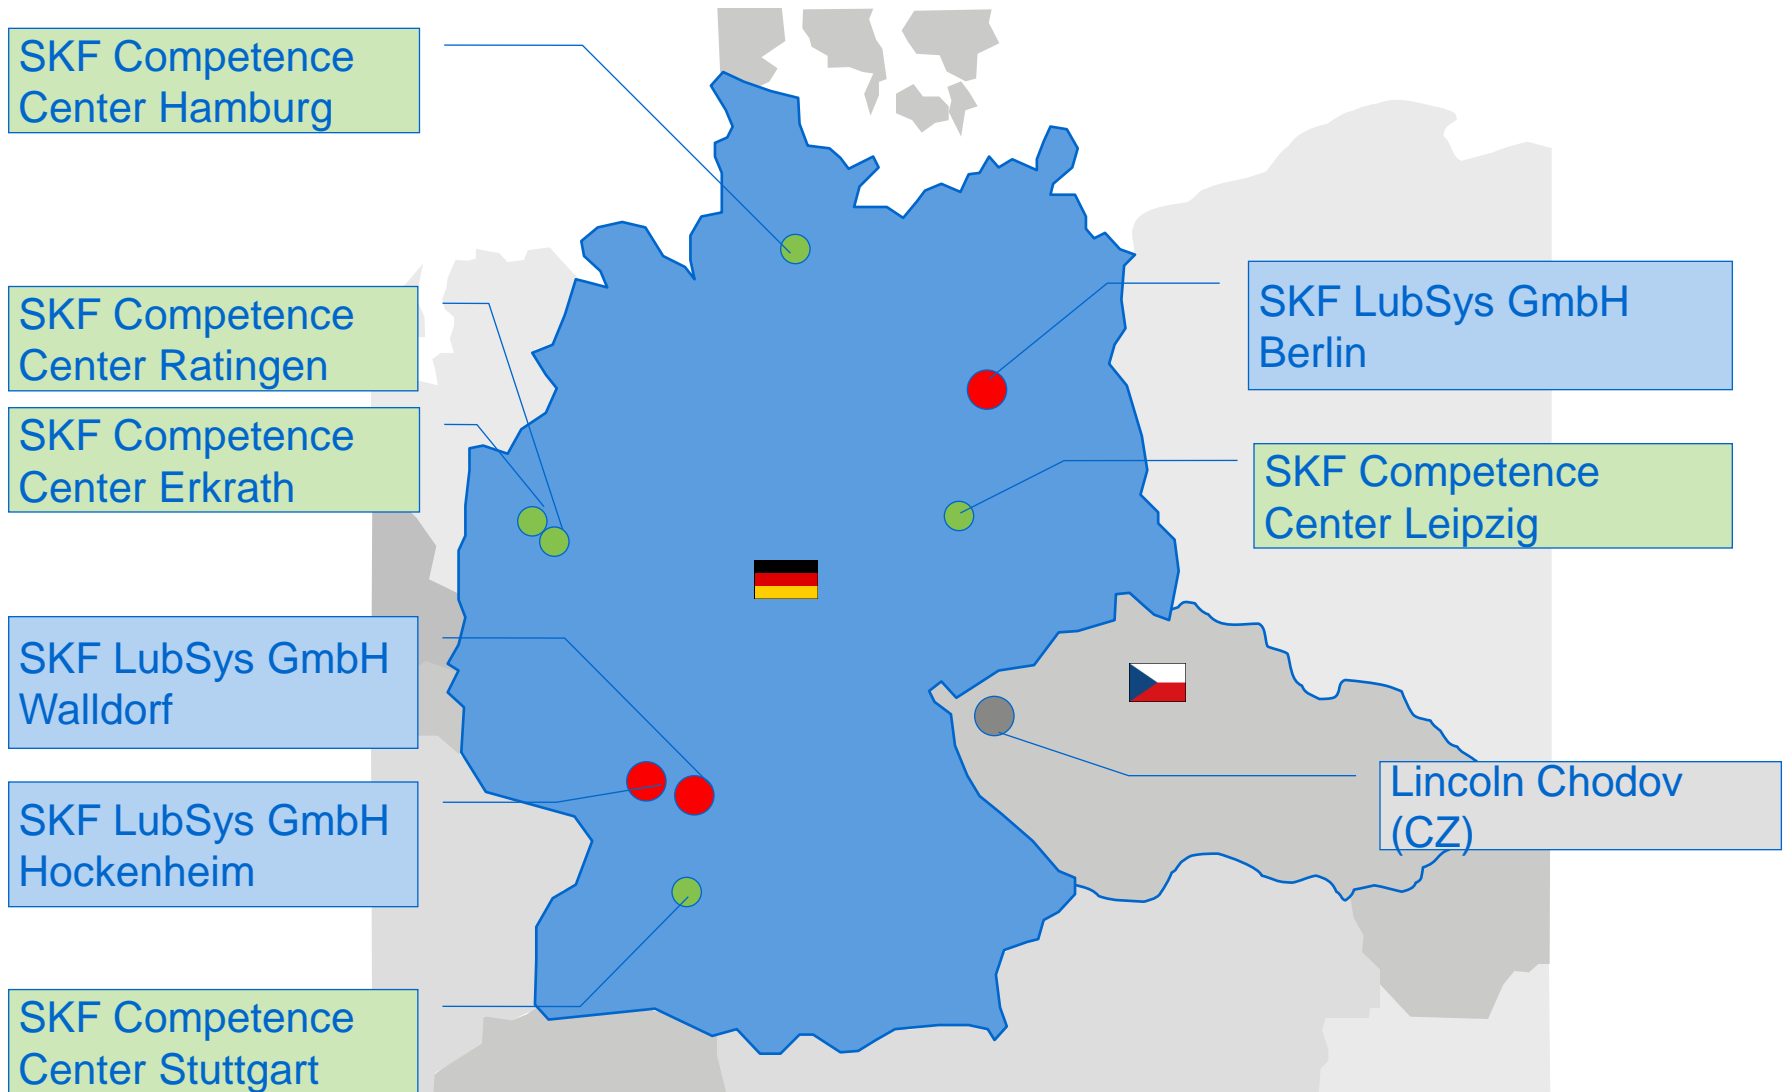 SKF Competence
Center Hamburg
SKF Competence
Center Ratingen
SKF Competence
Center Erkrath
SKF LubSys GmbH
Walldorf
SKF LubSys GmbH
Hockenheim
SKF Competence
Center Stuttgart
SKF LubSys GmbH
Berlin
SKF Competence
Center Leipzig
Lincoln Chodov
(CZ)